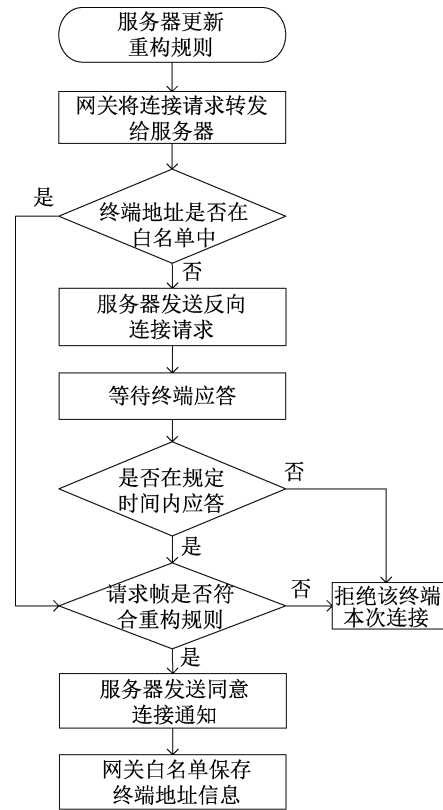 服务器更新
重构规则
网关将连接请求转发
给服务器
是
终端地址是否在
白名单中
否
服务器发送反向
连接请求
等待终端应答
是否在规定
时间内应答
否
是
请求帧是否符
合重构规则
否
拒绝该终端
本次连接
是
服务器发送同意
连接通知
网关白名单保存
终端地址信息